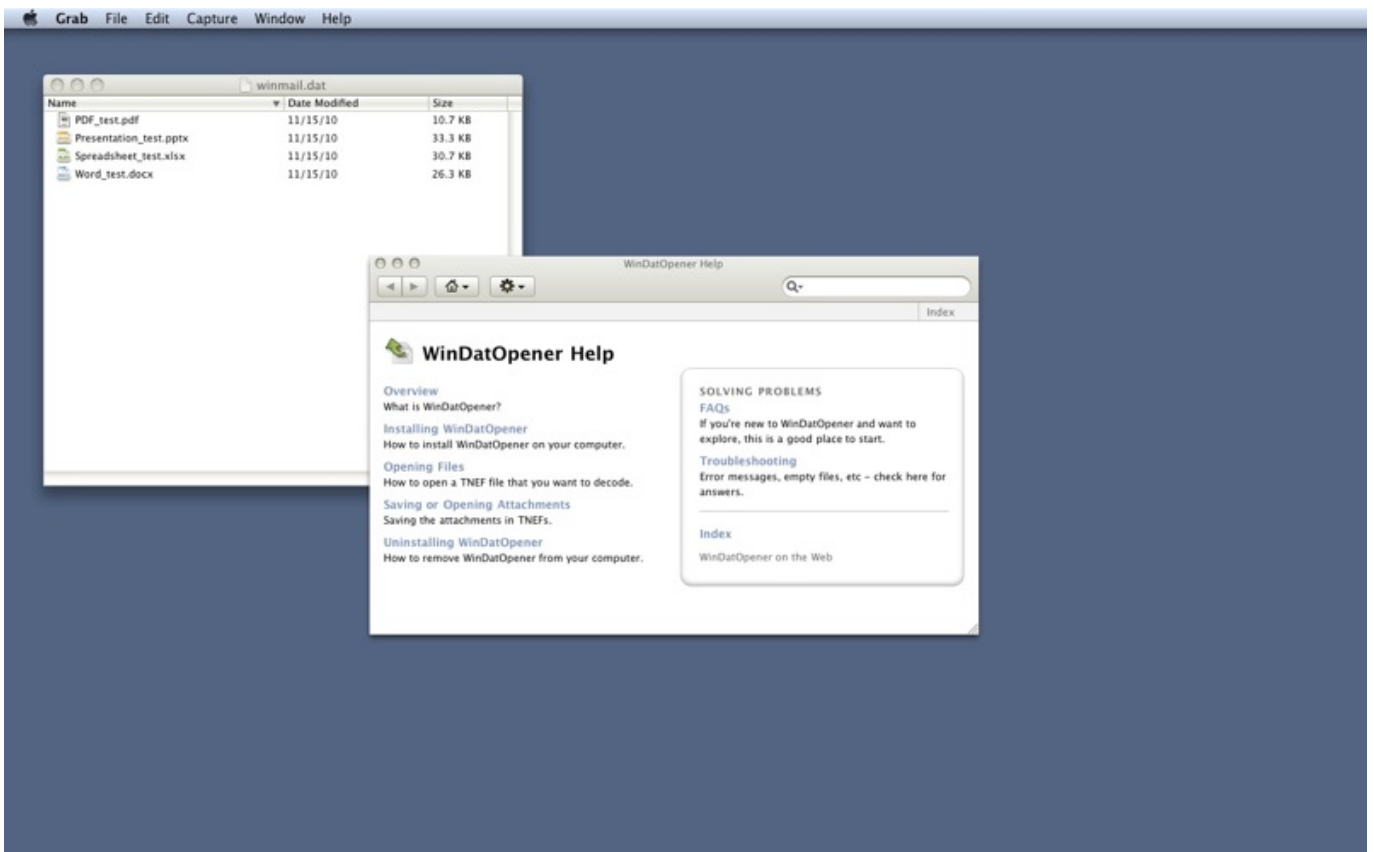 Grab File Edit Capture Window Help
winmail.dat
Name Date Modified Size
PDF_test.pdf 11/15/10 10.7 KB
Presentation_test.pptx 11/15/10 33.3 KB
Spreadsheet_test.xlsx 11/15/10 30.7 KB
Word_test.docx 11/15/10 26.3 KB
WinDatOpener Help
Index
WinDatOpener Help
Overview
What is WinDatOpener?
Installing WinDatOpener
How to install WinDatOpener on your computer.
Opening Files
How to open a TNEF file that you want to decode.
Saving or Opening Attachments
Saving the attachments in TNEFs.
Uninstalling WinDatOpener
How to remove WinDatOpener from your computer.
SOLVING PROBLEMS
FAQs
If you're new to WinDatOpener and want to
explore, this is a good place to start.
Troubleshooting
Error messages, empty files, etc – check here for
answers.
Index
WinDatOpener on the Web